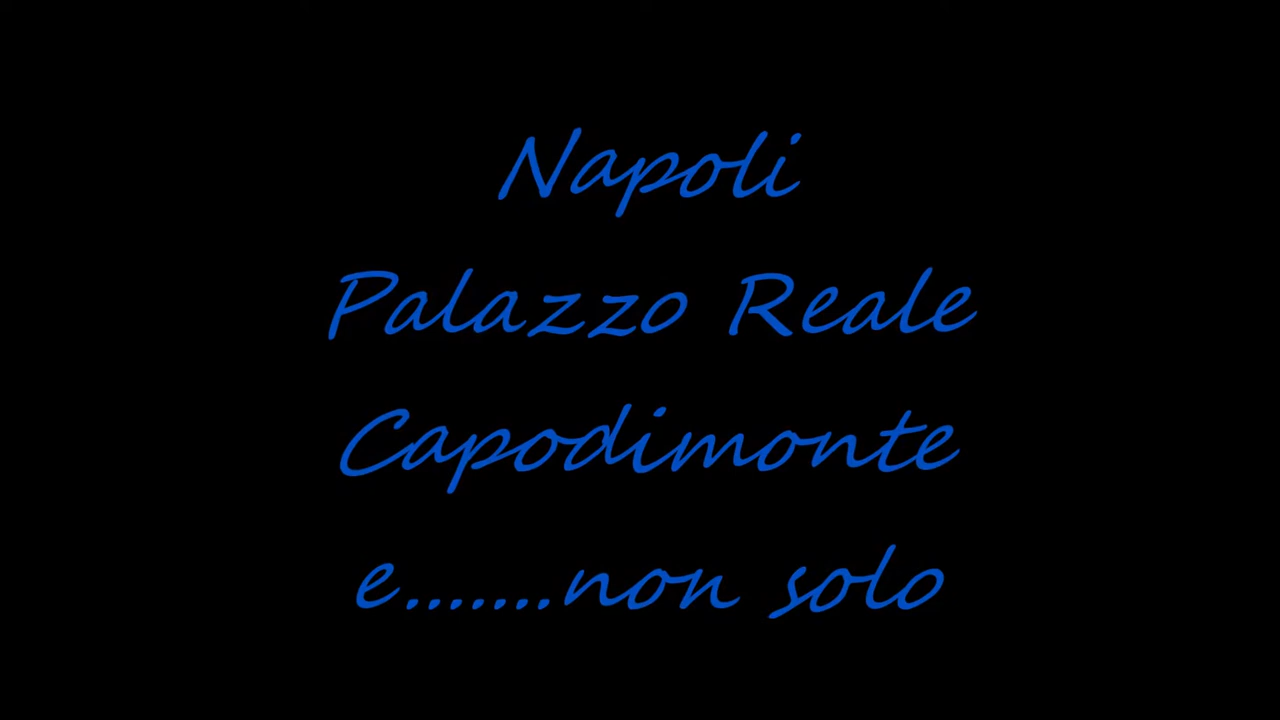 Napoli
Palazzo Reale
Capodimonte
e.......non solo